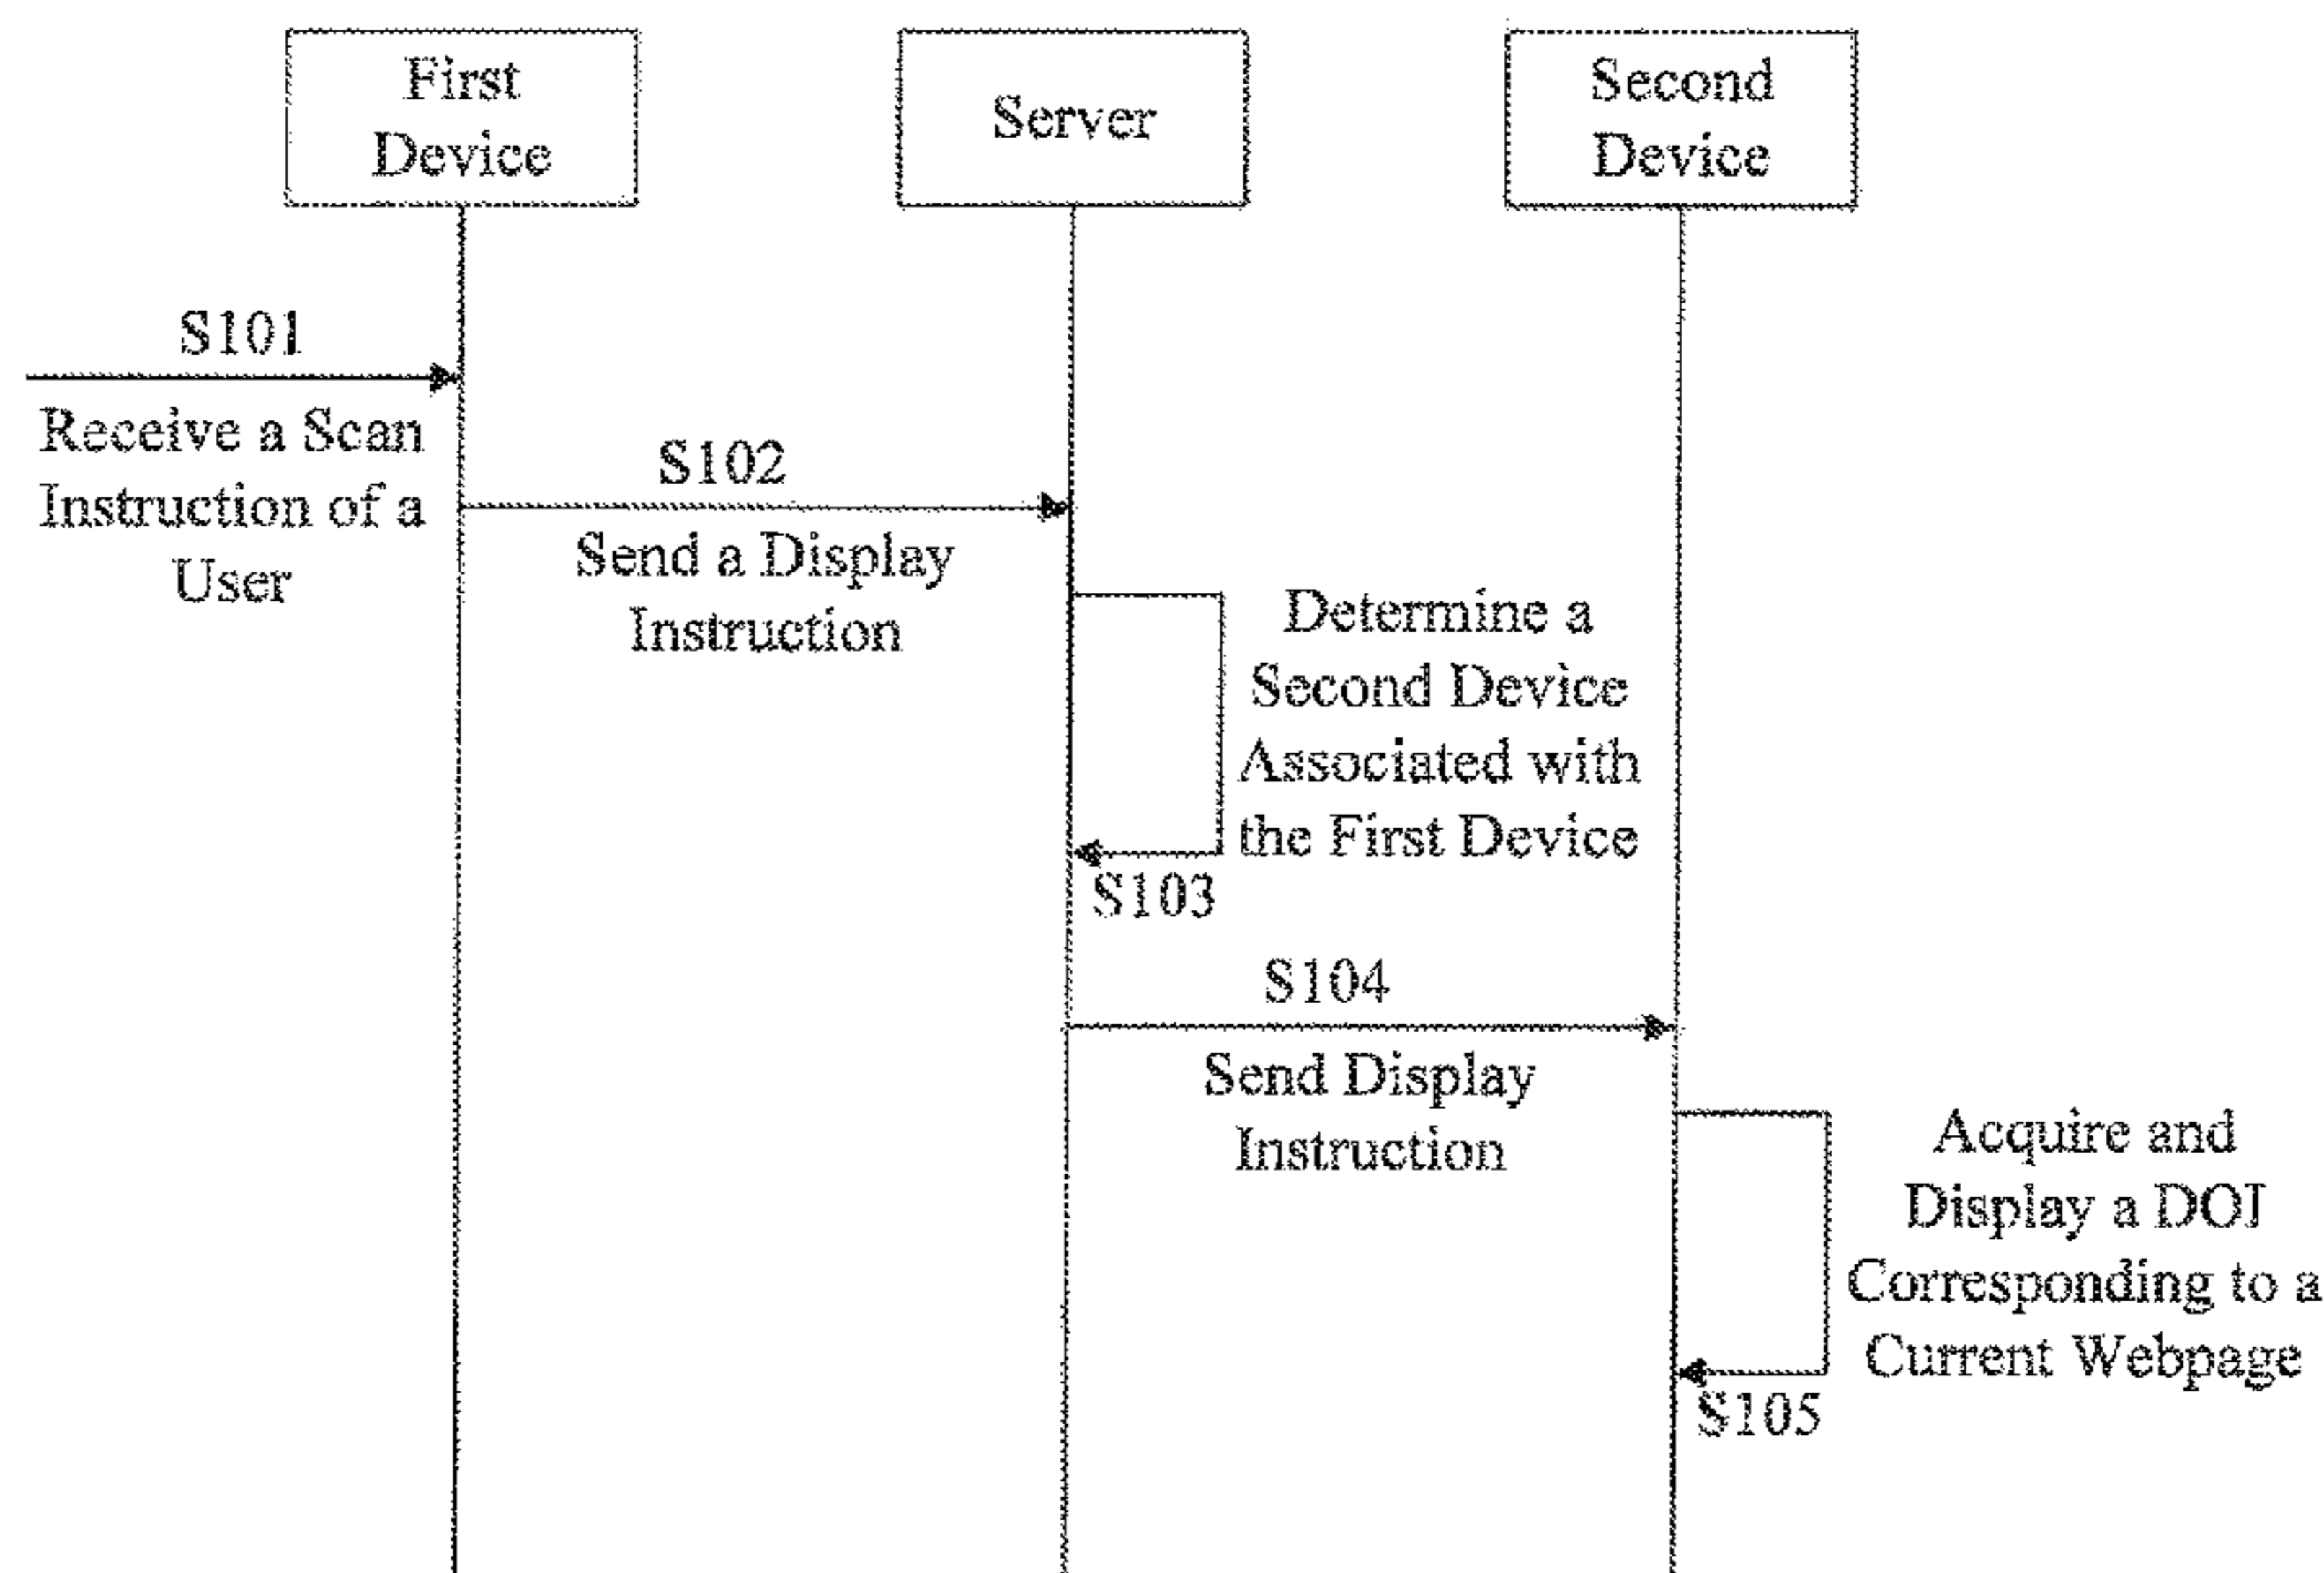 First
Device
Server
Second
Device
S101
Receive a Scan
Instruction of a
User
S102
Send a Display
Instruction
Determine a
Second Device
Associated with
the First Device
S103
S104
Send Display
Instruction
Acquire and
Display a DOI
Corresponding to a
Current Webpage
S105